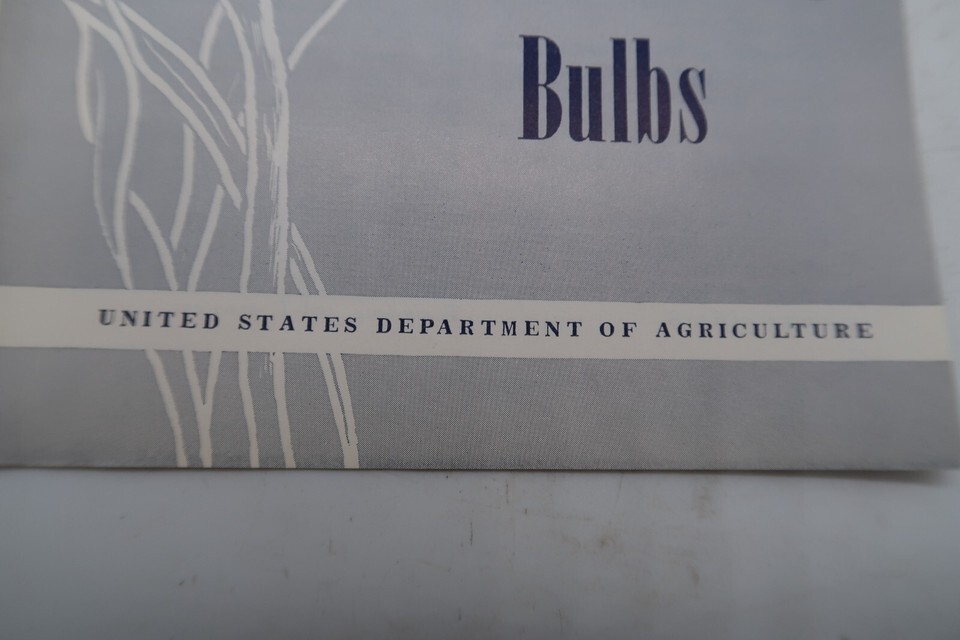 Bulbs
UNITED STATES DEPARTMENT OF AGRICULTURE